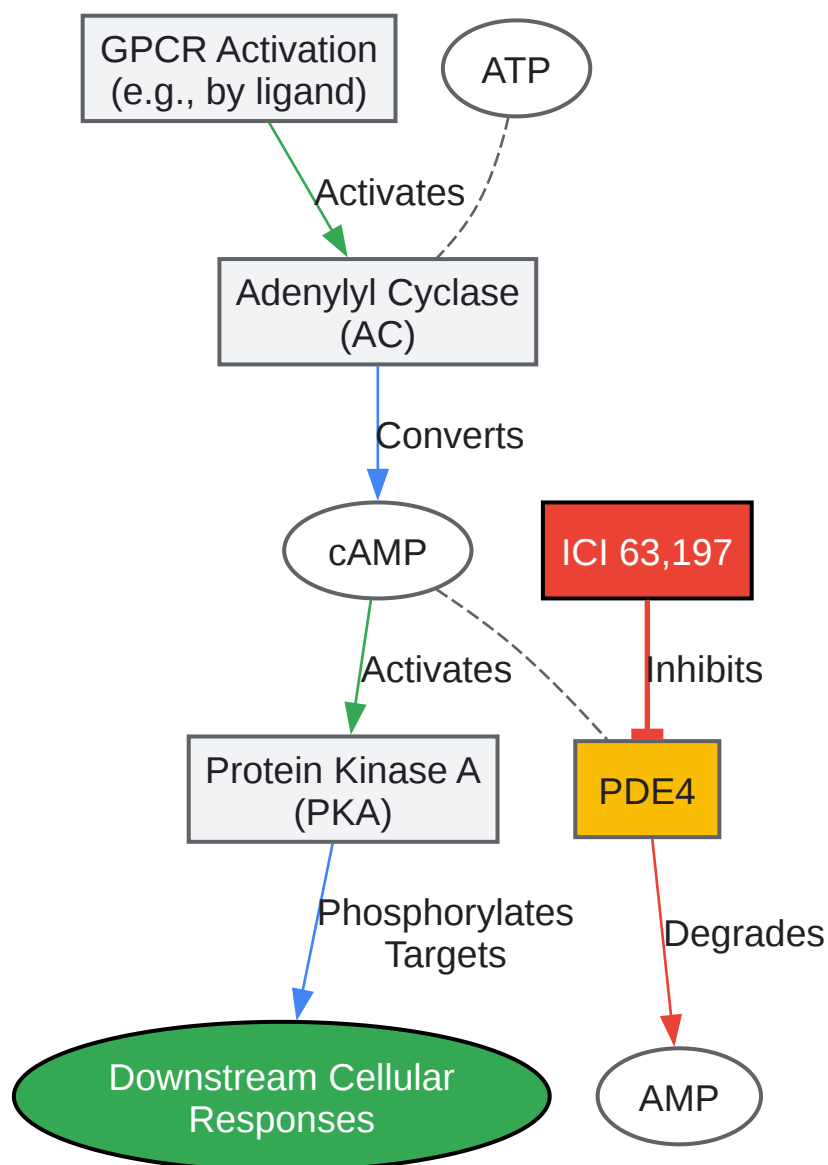 GPCR Activation
(e.g., by ligand)
ATP
Activates
Adenylyl Cyclase
(AC)
Converts
cAMP
ICI 63,197
Activates
Inhibits
Protein Kinase A
(PKA)
PDE4
Phosphorylates
Targets
Degrades
Downstream Cellular
Responses
AMP